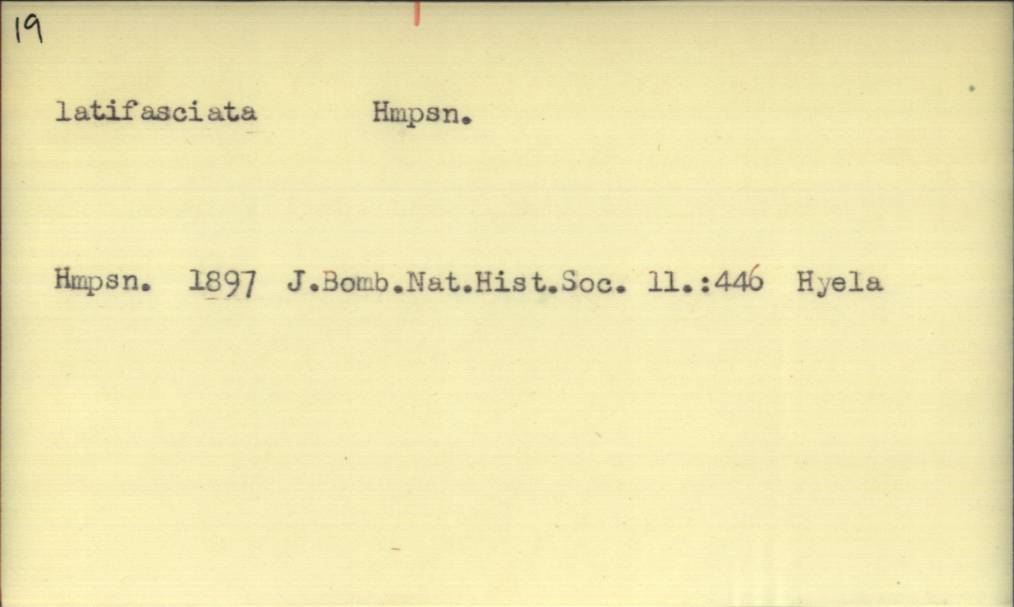 19
latifasciata Hmpsn.
Hmpsn. 1897 J.Bomb.Nat.Hist.Soc. 11.:446 Hyela